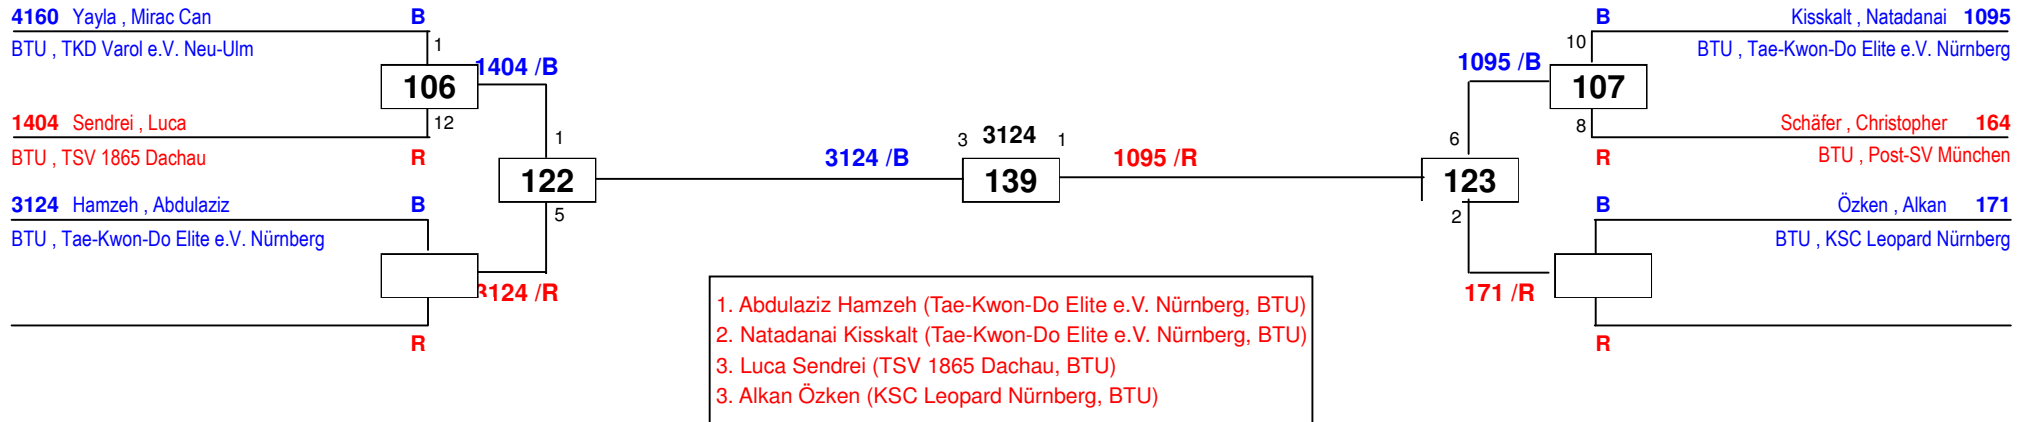 4160 Yayla , Mirac Can B
BTU , TKD Varol e.V. Neu-Ulm
1
106
1404 /B
12
1404 Sendrei , Luca
BTU , TSV 1865 Dachau R
1
122
5
3124 Hamzeh , Abdulaziz B
BTU , Tae-Kwon-Do Elite e.V. Nürnberg
3124 /R
R
3124 /B
3 3124 1
139
1095 /R
B Kisskalt , Natadanai 1095
10 BTU , Tae-Kwon-Do Elite e.V. Nürnberg
1095 /B
107
8 Schäfer , Christopher 164
R BTU , Post-SV München
6
123
2
B Özken , Alkan 171
BTU , KSC Leopard Nürnberg
171 /R
R
1. Abdulaziz Hamzeh (Tae-Kwon-Do Elite e.V. Nürnberg, BTU)
2. Natadanai Kisskalt (Tae-Kwon-Do Elite e.V. Nürnberg, BTU)
3. Luca Sendrei (TSV 1865 Dachau, BTU)
3. Alkan Özken (KSC Leopard Nürnberg, BTU)